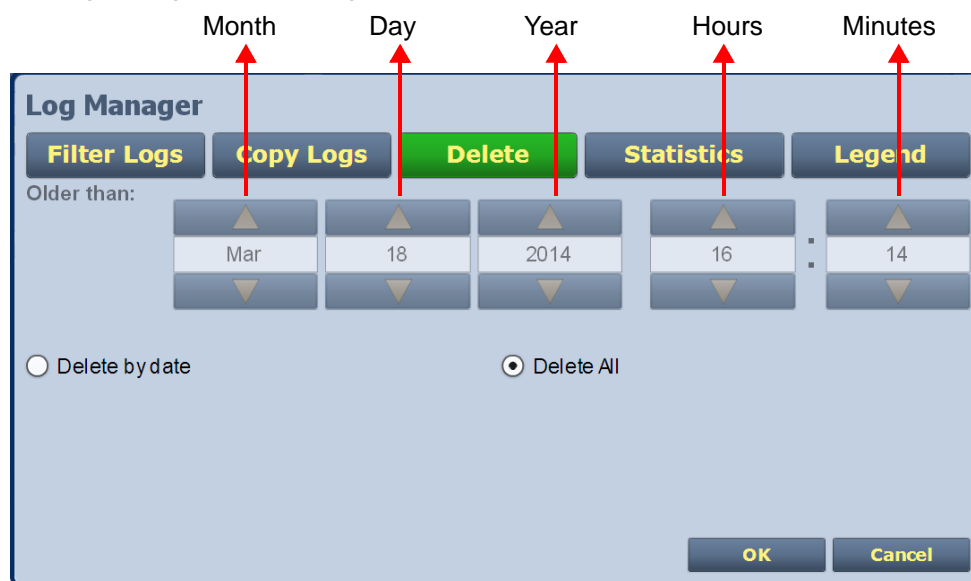 Month Day Year Hours Minutes
Log Manager
Filter Logs Copy Logs Delete Statistics Legend
Older than:
Mar 18 2014 16 : 14
Delete by date Delete All
OK Cancel